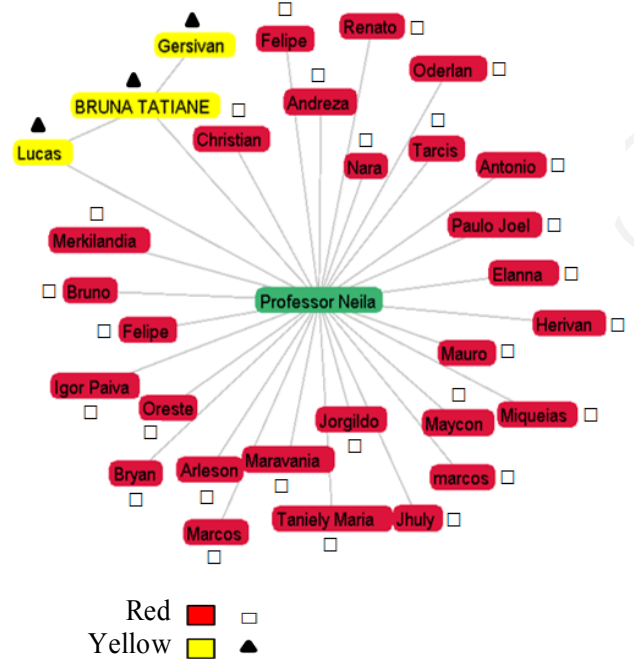 Renato
Felipe
Gersivan
Oderlan
Andreza
BRUNA TATIANE
Christian
Tarcis
Lucas
Nara
Antonio
Paulo Joel
Merkilandia
Elanna
Bruno
Professor Neila
Herivan
Felipe
Mauro
Igor Paiva
Oreste
Miqueias
Jorgildo
Maycon
Maravania
Bryan
Arleson
marcos
Taniely Maria
Jhuly
Marcos
Red
Yellow